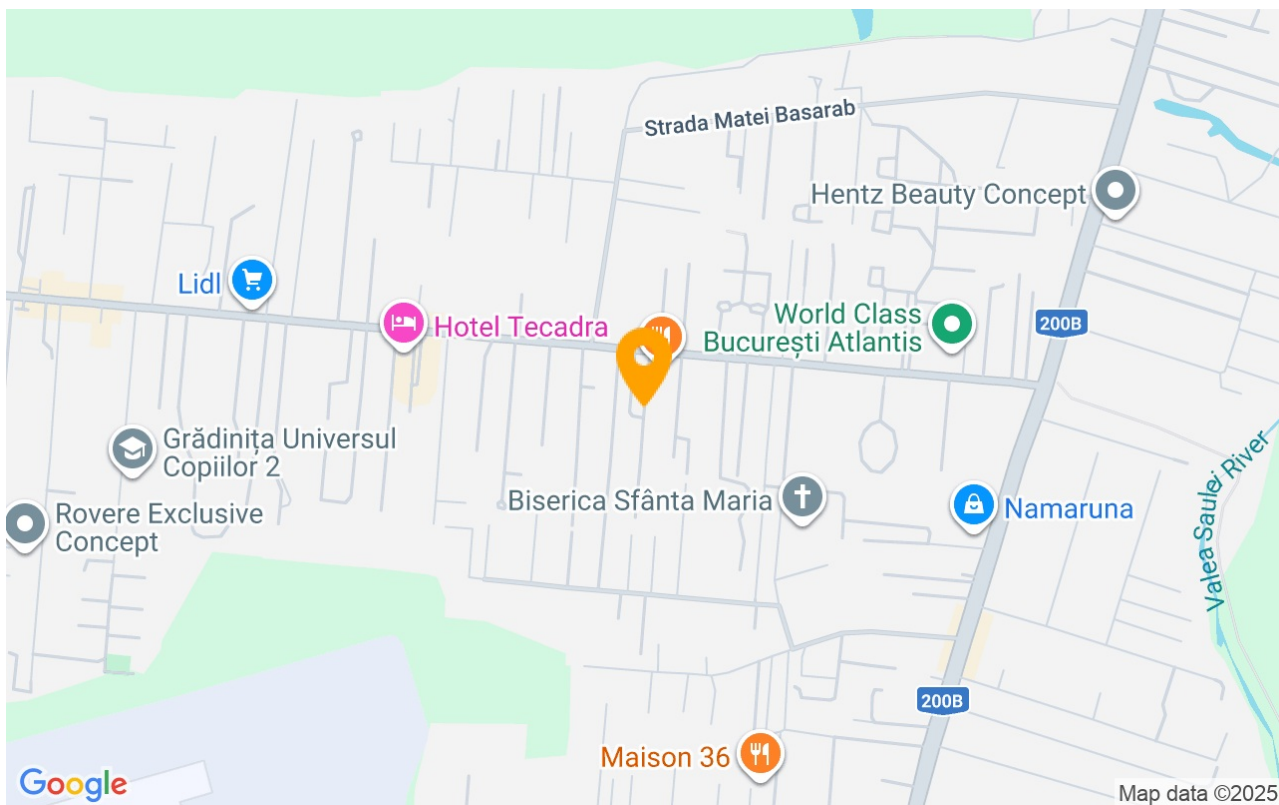 Strada Matei Basarab
Hentz Beauty Concept
Lidl
Hotel Tecadra
World Class
București Atlantis
200B
Grădinița Universul
Copiilor 2
Biserica Sfânta Maria
Namaruna
Rovere Exclusive
Concept
Valea Saulei River
200B
Maison 36
Google
Map data ©2025